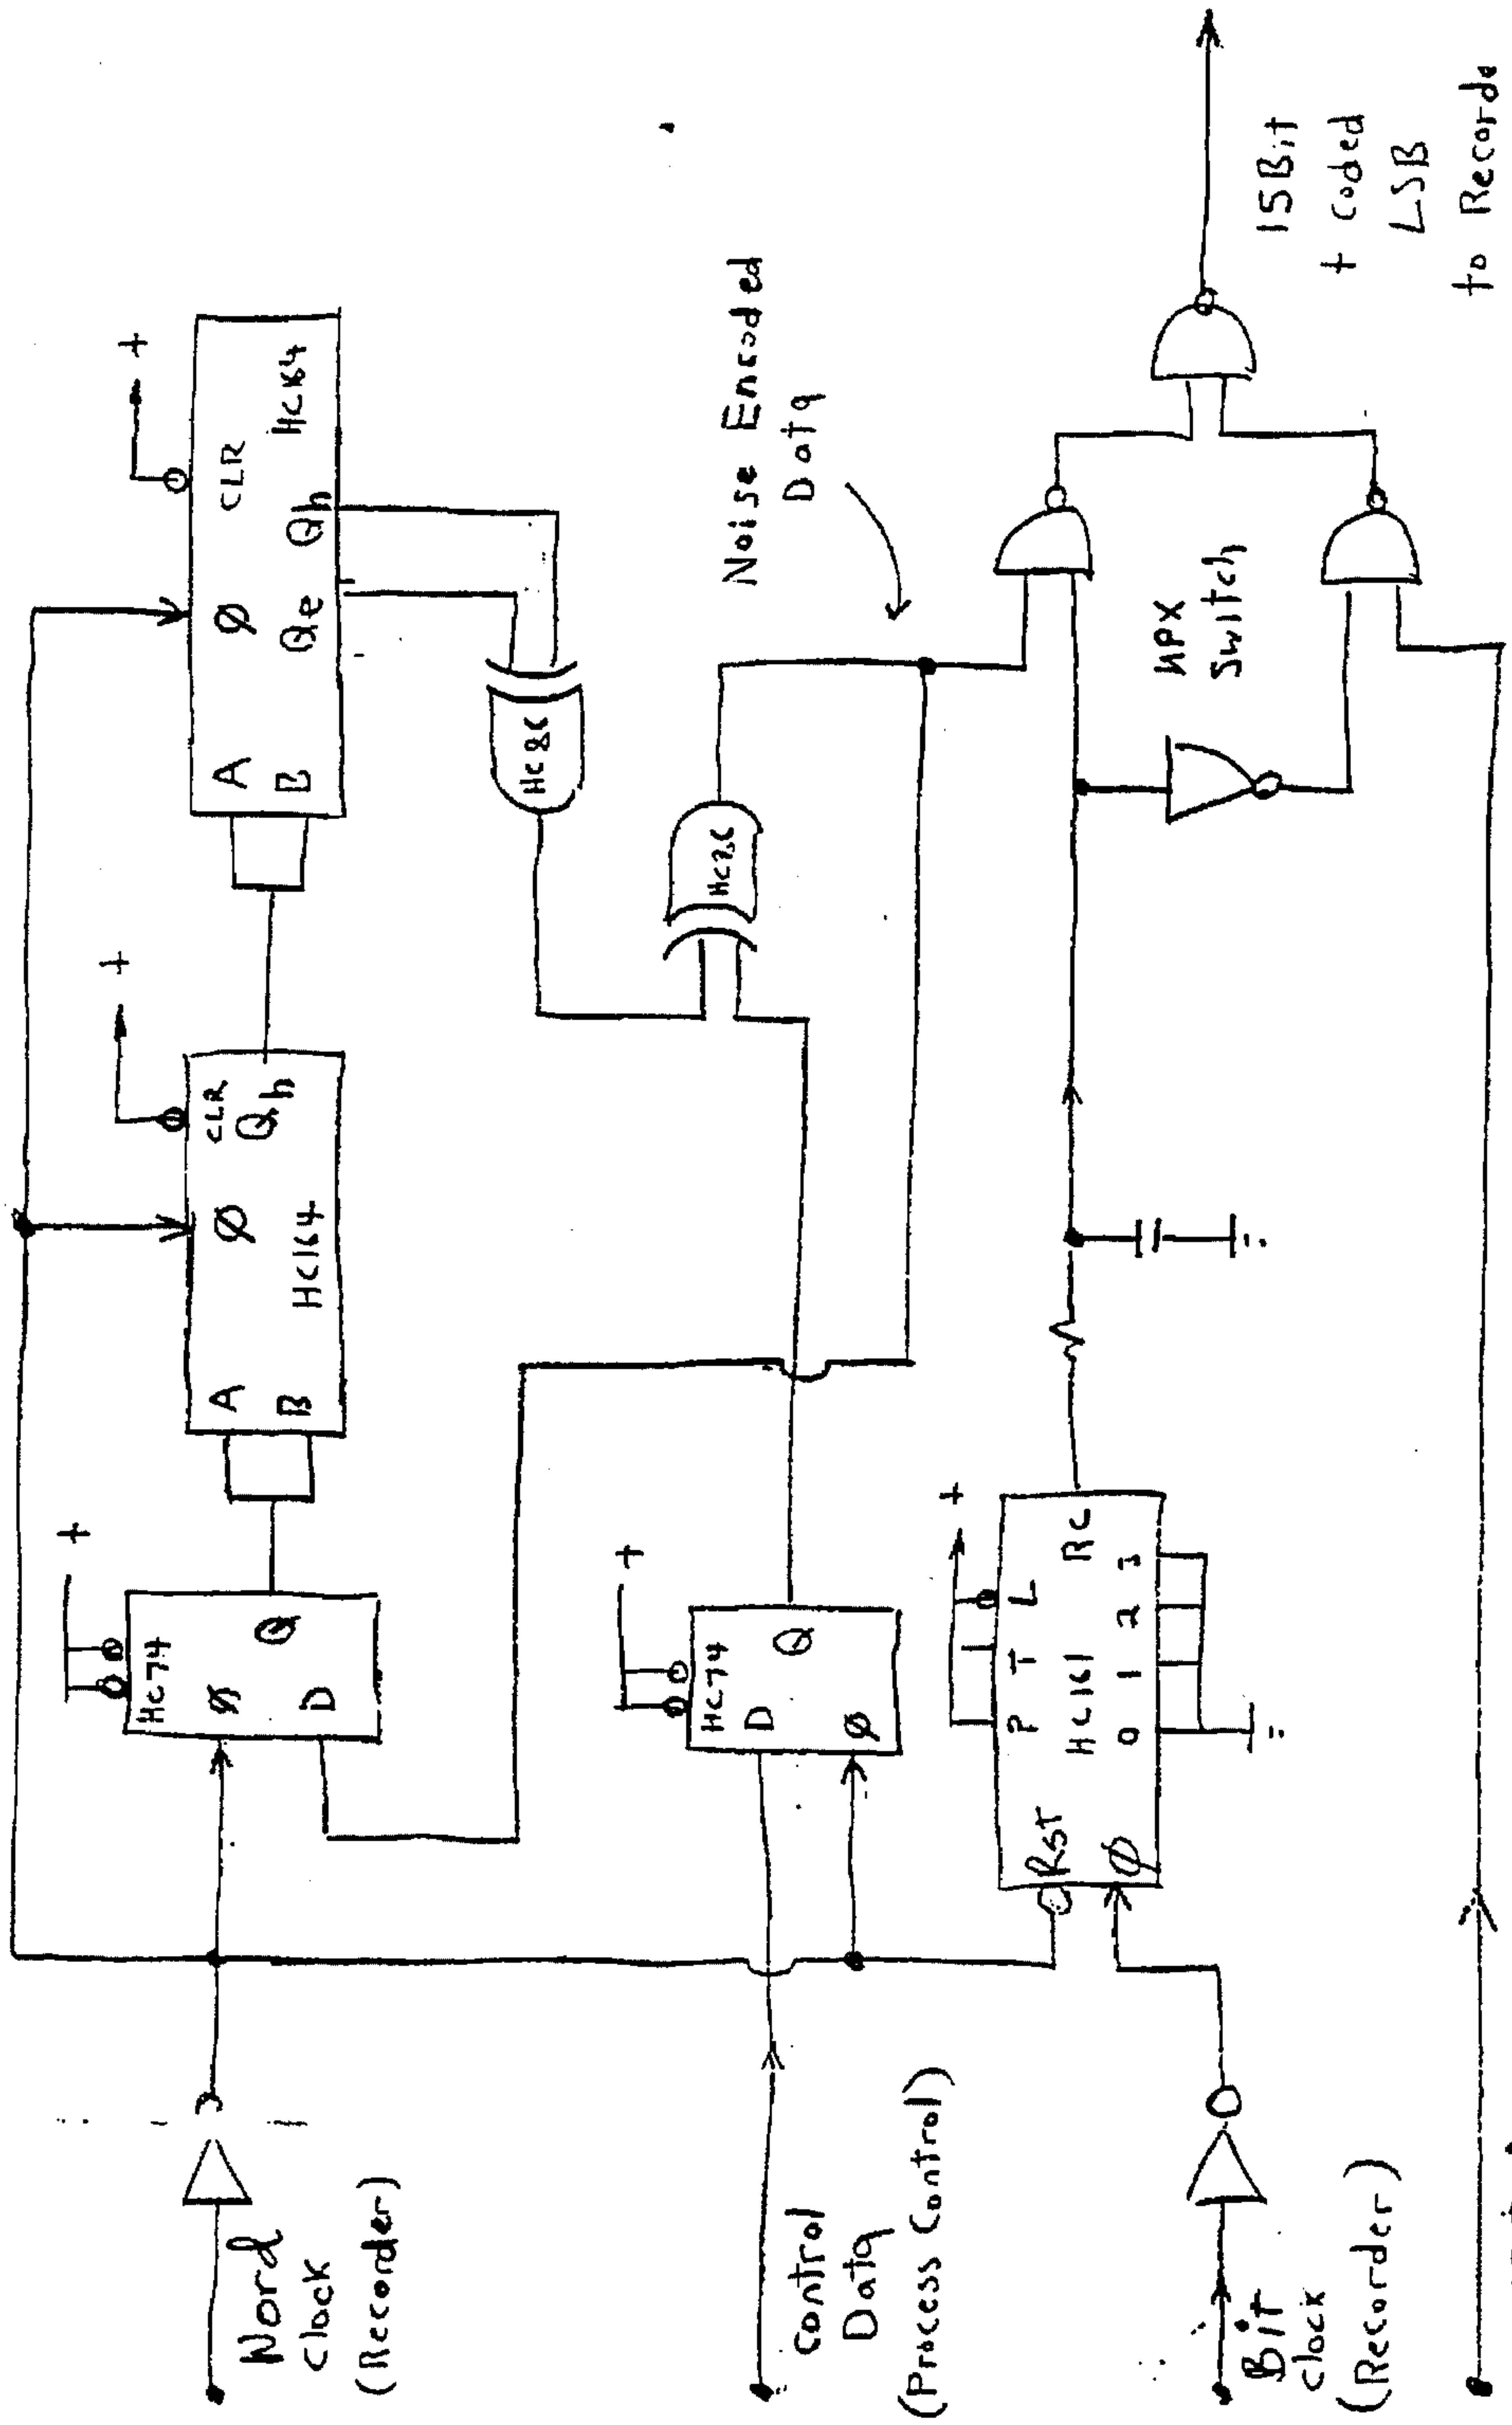 +
HC74
Ø
Q
D
Word
Clock
(Recorder)
+
CLR
A
Ø
Qh
B
HC164
+
A
Ø
CLR
B
Qe
Qh
HC164
HC86
HC86
Noise Encoded
Data
+
HC74
D
Q
Ø
Control
Data
(Process Control)
+
P
T
L
Rst
HC161
RC
Ø
0
1
2
3
Bit
Clock
(Recorder)
MPX
Switch
15Bit
+ Coded
LSB
to Recorde